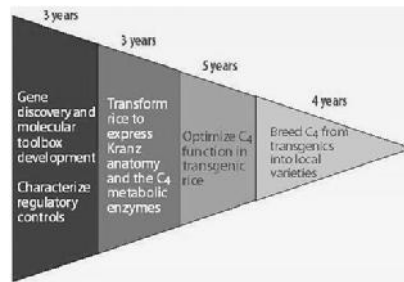 3 years
3 years
5 years
4 years
Gene
discovery and
molecular
toolbox
development
Characterize
regulatory
controls
Transform
rice to
express
Kranz
anatomy
and the C4
metabolic
enzymes
Optimize C4
function in
transgenic
rice
Breed C4 from
transgenics
into local
varieties